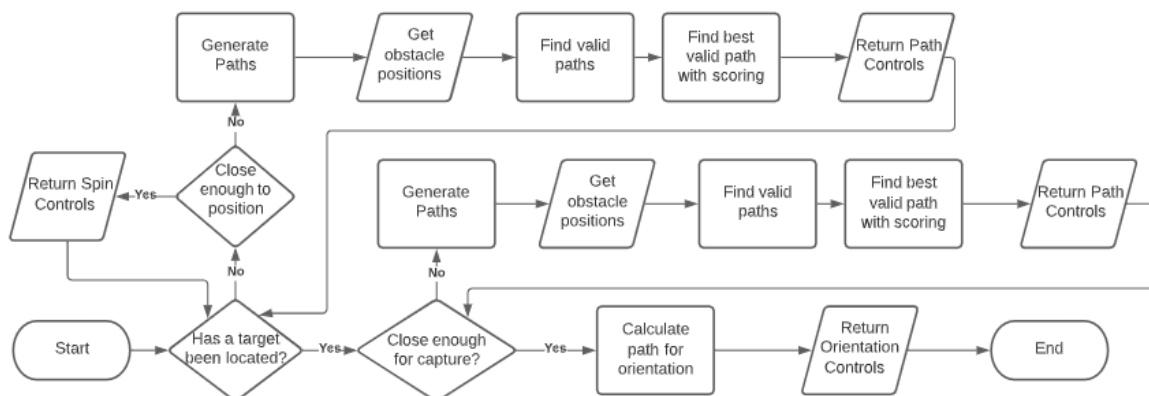 Generate
Paths
Get
obstacle
positions
Find valid
paths
Find best
valid path
with scoring
Return Path
Controls
No
Return Spin
Controls
Yes
Close
enough to
position
Generate
Paths
Get
obstacle
positions
Find valid
paths
Find best
valid path
with scoring
Return Path
Controls
No
No
Start
Has a target
been located?
Yes
Close enough
for capture?
Yes
Calculate
path for
orientation
Return
Orientation
Controls
End